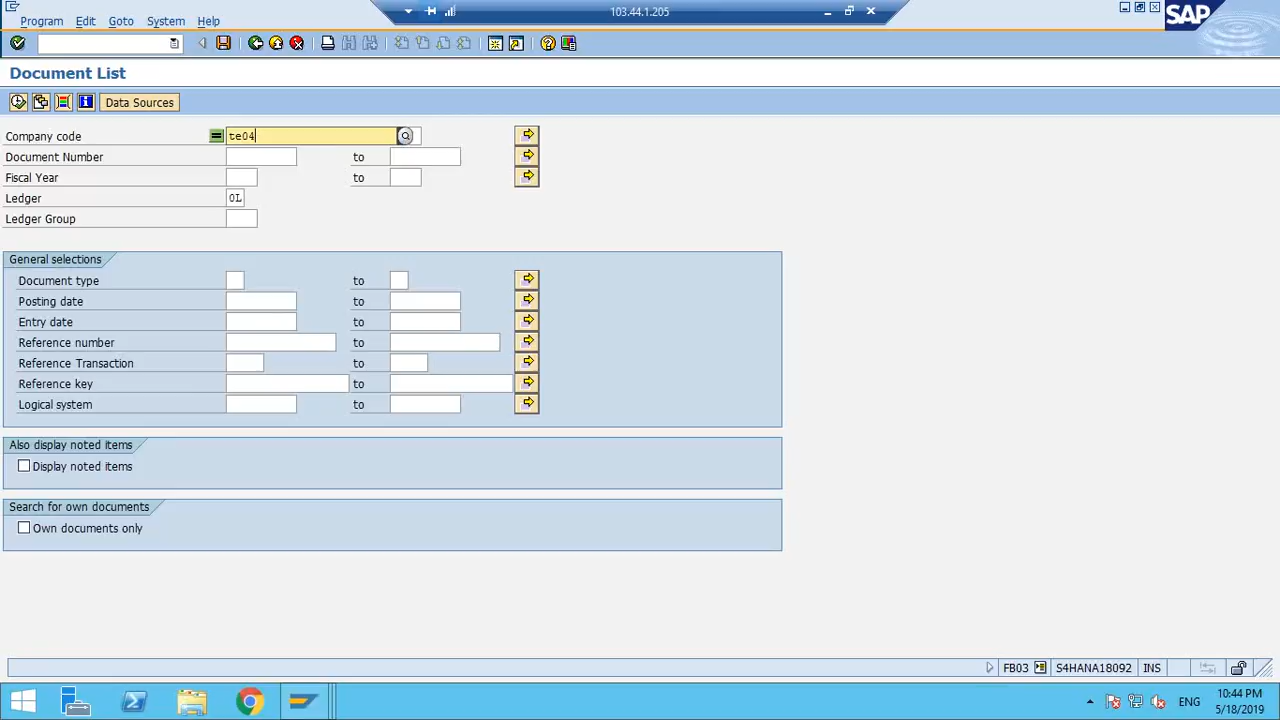 103.44.1.205
Program Edit Goto System Help
SAP
Document List
Data Sources
Company code te04
Document Number to
Fiscal Year to
Ledger 0L
Ledger Group
General selections
Document type to
Posting date to
Entry date to
Reference number to
Reference Transaction to
Reference key to
Logical system to
Also display noted items
Display noted items
Search for own documents
Own documents only
FB03 S4HANA18092 INS
ENG
10:44 PM
5/18/2019